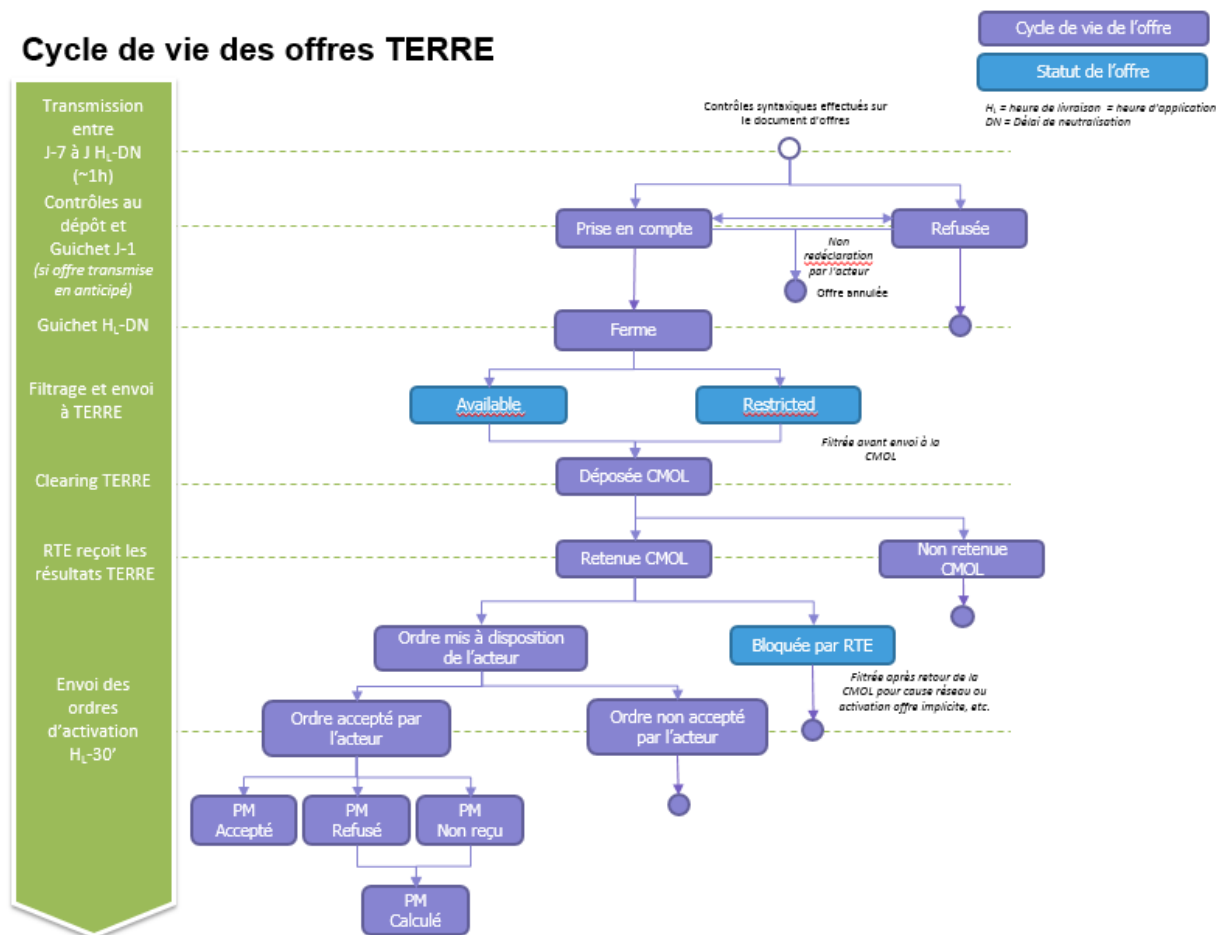 Cycle de vie des offres TERRE
Cycle de vie de l'offre
Statut de l'offre
H_L = heure de livraison = heure d'application
DN = Délai de neutralisation
Transmission
entre
J-7 à J H_L-DN
(~1h)
Contrôles syntaxiques effectués sur
le document d'offres
Contrôles au
dépôt et
Guichet J-1
(si offre transmise
en anticipé)
Prise en compte
Refusée
Non
redéclaration
par l'acteur
Offre annulée
Guichet H_L-DN
Ferme
Filtrage et envoi
à TERRE
Available
Restricted
Filtrée avant envoi à la
CMOL
Clearing TERRE
Déposée CMOL
RTE reçoit les
résultats TERRE
Retenue CMOL
Non retenue
CMOL
Ordre mis à disposition
de l'acteur
Bloquée par RTE
Filtrée après retour de la
CMOL pour cause réseau ou
activation offre implicite, etc.
Envoi des
ordres
d'activation
H_L-30'
Ordre accepté par
l'acteur
Ordre non accepté
par l'acteur
PM
Accepté
PM
Refusé
PM
Non reçu
PM
Calculé